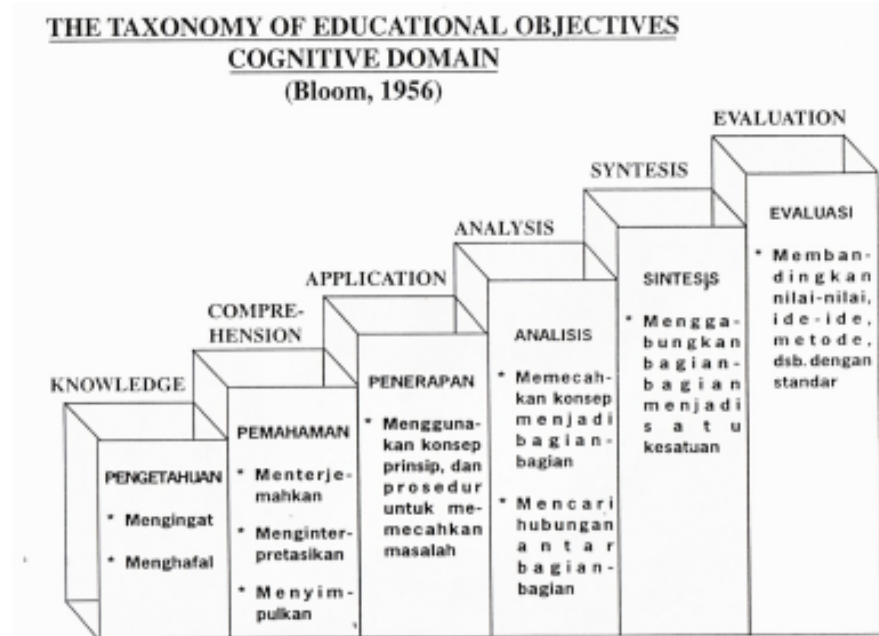 THE TAXONOMY OF EDUCATIONAL OBJECTIVES
COGNITIVE DOMAIN
(Bloom, 1956)
KNOWLEDGE
PENGETAHUAN
* Mengingat
* Menghafal
COMPRE-
HENSION
PEMAHAMAN
* Menterje-
mahkan
* Menginter-
pretasikan
* Menyim-
pulkan
APPLICATION
PENERAPAN
* Mengguna-
kan konsep
prinsip, dan
prosedur
untuk me-
mecahkan
masalah
ANALYSIS
ANALISIS
* Memecah-
kan konsep
menjadi
bagian-
bagian
* Mencari
hubungan
antar
bagian-
bagian
SYNTESIS
SINTESIS
* Mengga-
bungkan
bagian-
bagian
menjadi
satu
kesatuan
EVALUATION
EVALUASI
* Memban-
dingkan
nilai-nilai,
ide-ide,
metode,
dsb. dengan
standar